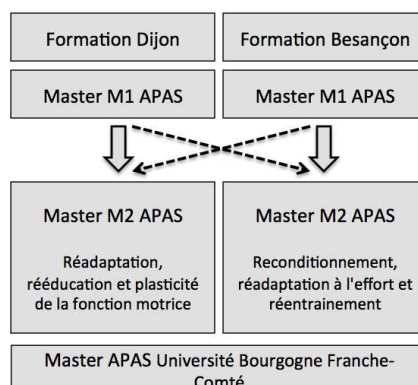 Formation Dijon
Formation Besançon
Master M1 APAS
Master M1 APAS
Master M2 APAS
Réadaptation,
rééducation et plasticité
de la fonction motrice
Master M2 APAS
Reconditionnement,
réadaptation à l'effort et
réentrainement
Master APAS Université Bourgogne Franche-
Comté